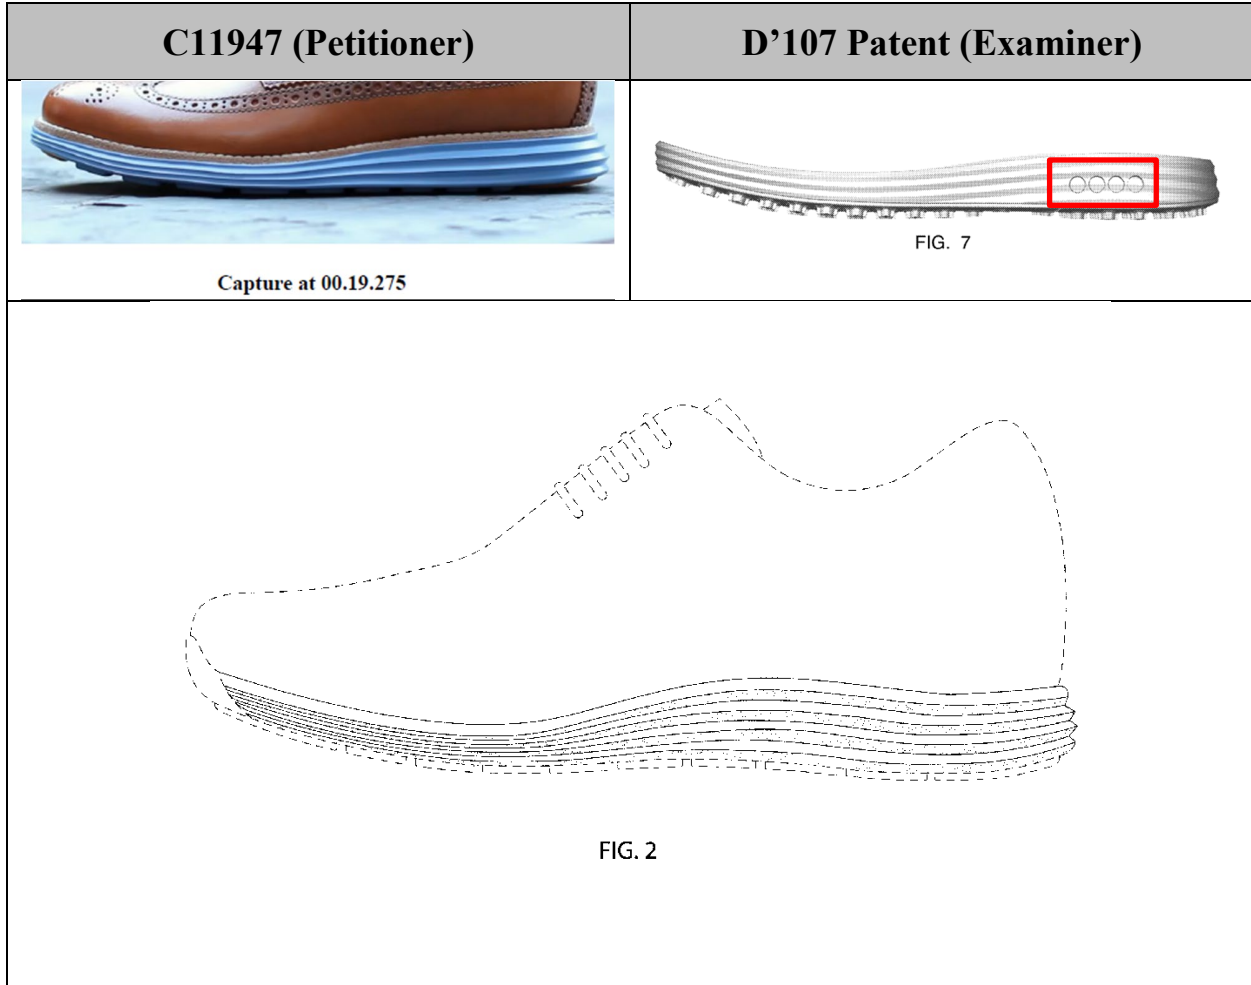 C11947 (Petitioner)
D’107 Patent (Examiner)
Capture at 00.19.275
FIG. 7
FIG. 2